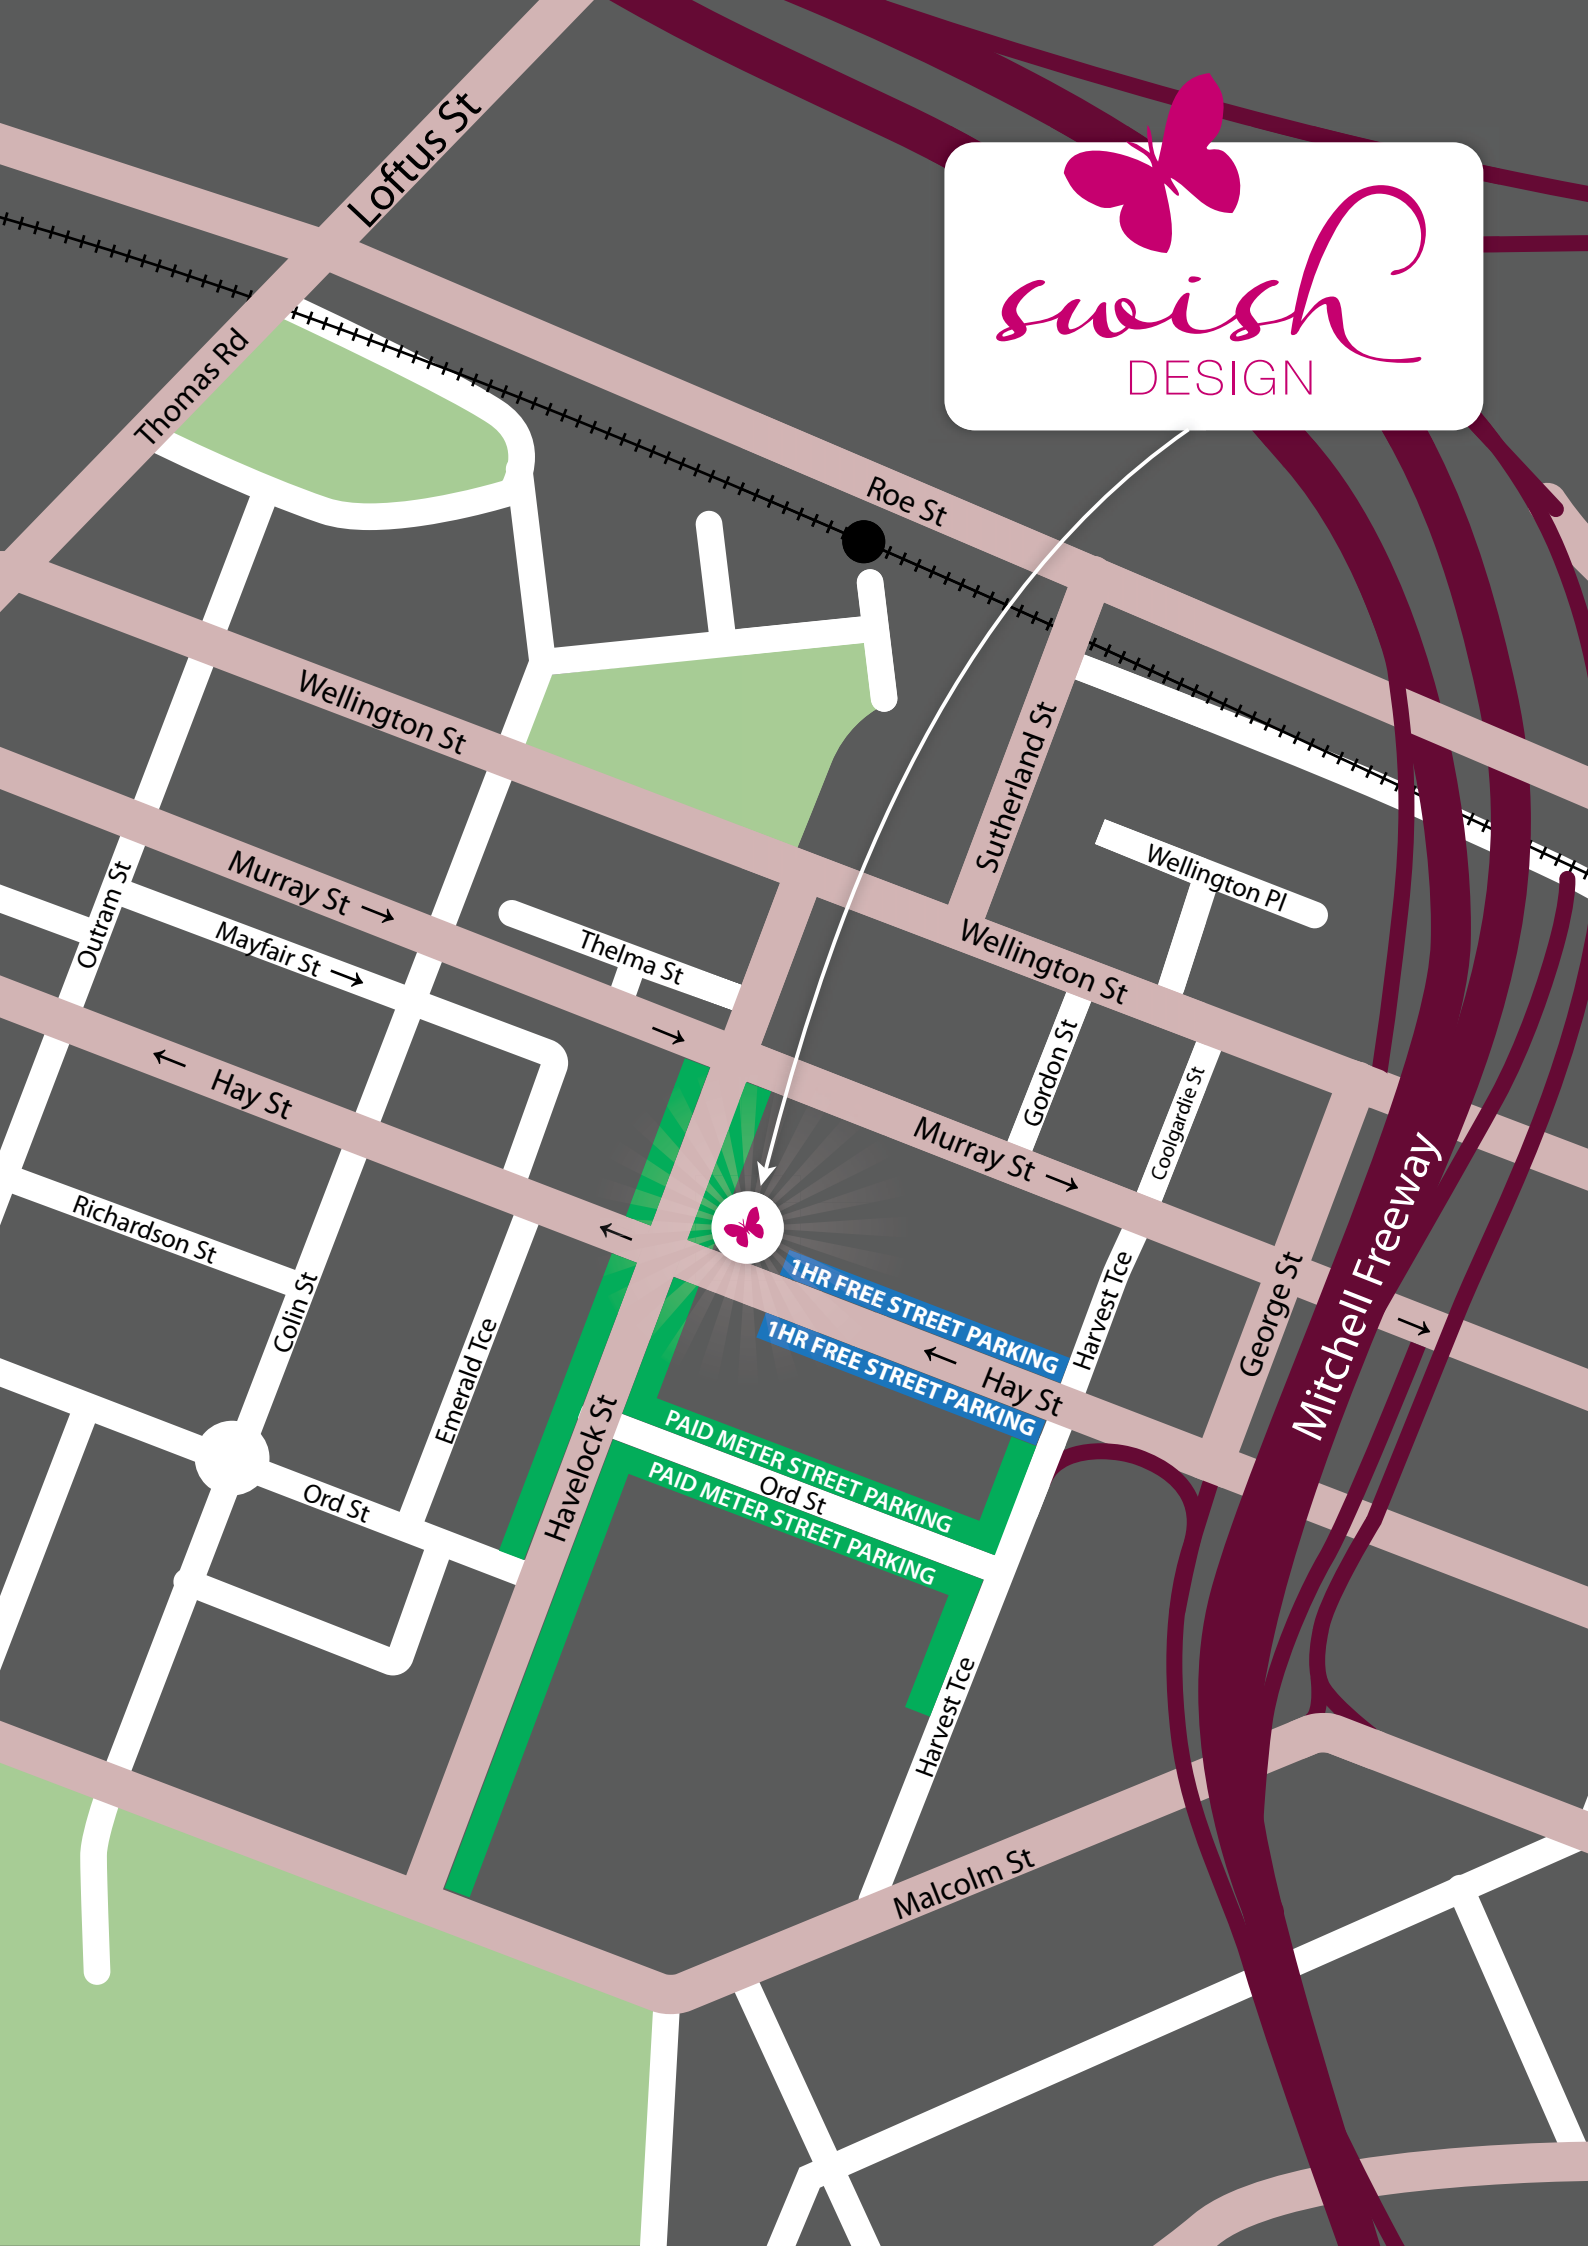 Loftus St
swish
DESIGN
Thomas Rd
Roe St
Wellington St
Sutherland St
Wellington Pl
Murray St →
Outram St
Mayfair St →
Thelma St
Wellington St
→
Gordon St
Coolgardie St
← Hay St
Murray St →
Richardson St
←
Colin St
Emerald Tce
1HR FREE STREET PARKING
← Hay St
1HR FREE STREET PARKING
Harvest Tce
George St
Mitchell Freeway
→
Havelock St
PAID METER STREET PARKING
Ord St
PAID METER STREET PARKING
Ord St
Harvest Tce
Malcolm St